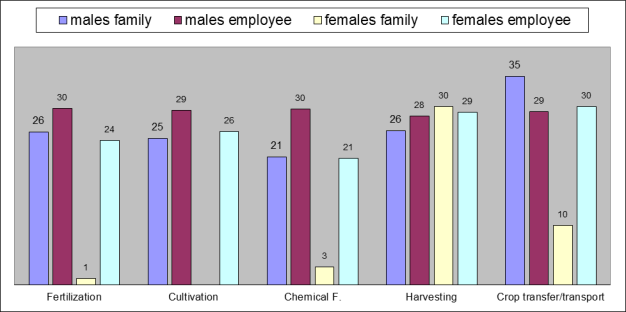 males family males employee females family females employee
26 30 1 24
25 29 26
21 30 3 21
26 28 30 29
35 29 10 30
Fertilization Cultivation Chemical F. Harvesting Crop transfer/transport